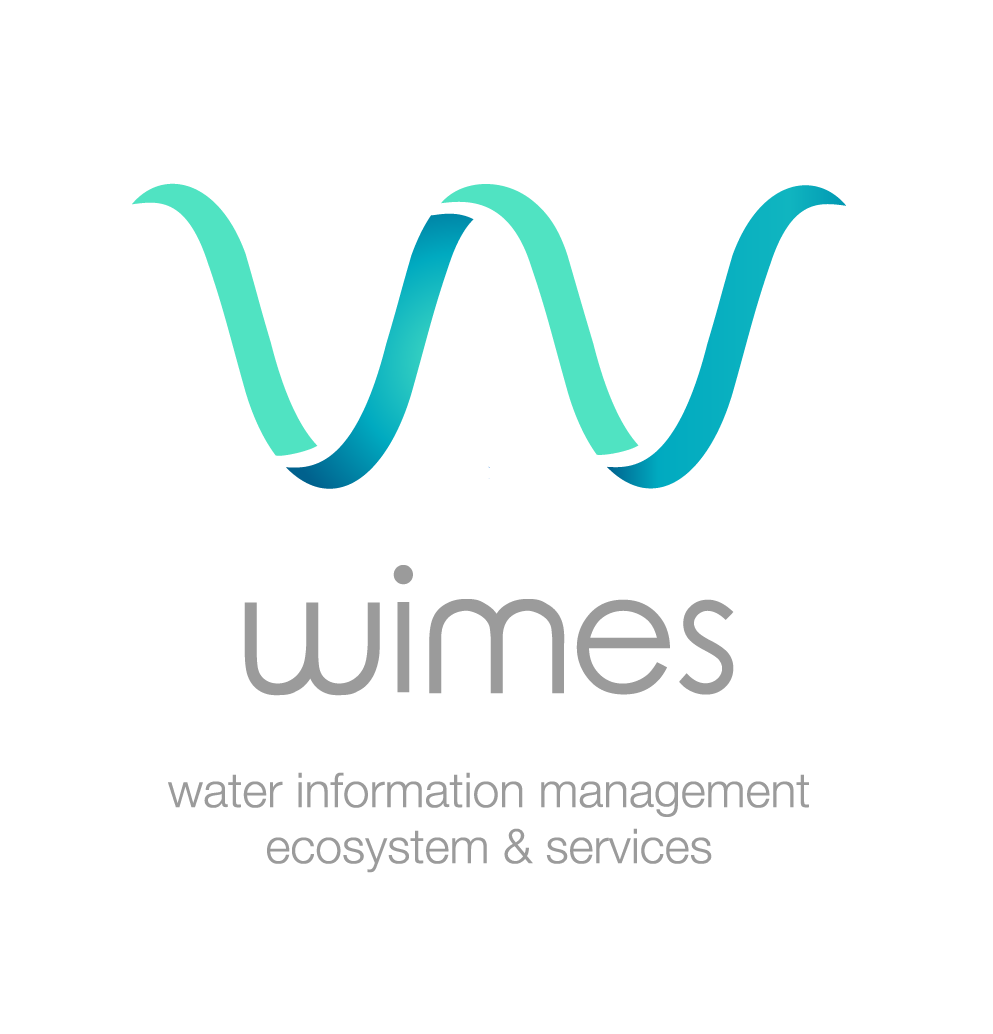 wimes
water information management
ecosystem & services